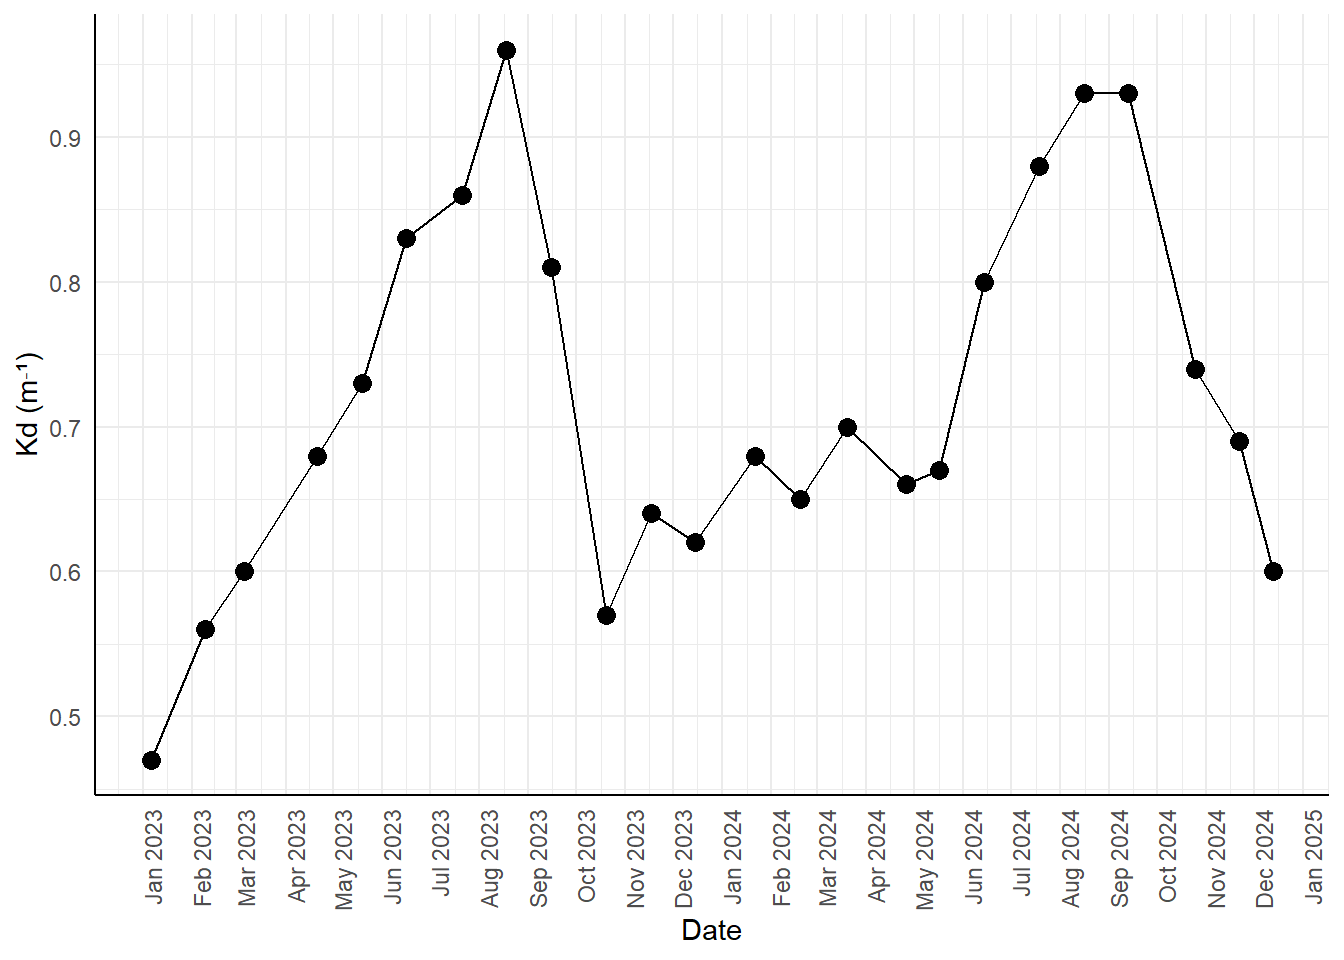 Kd (m⁻¹)
0.9
0.8
0.7
0.6
0.5
Jan 2023
Feb 2023
Mar 2023
Apr 2023
May 2023
Jun 2023
Jul 2023
Aug 2023
Sep 2023
Oct 2023
Nov 2023
Dec 2023
Jan 2024
Feb 2024
Mar 2024
Apr 2024
May 2024
Jun 2024
Jul 2024
Aug 2024
Sep 2024
Oct 2024
Nov 2024
Dec 2024
Jan 2025
Date